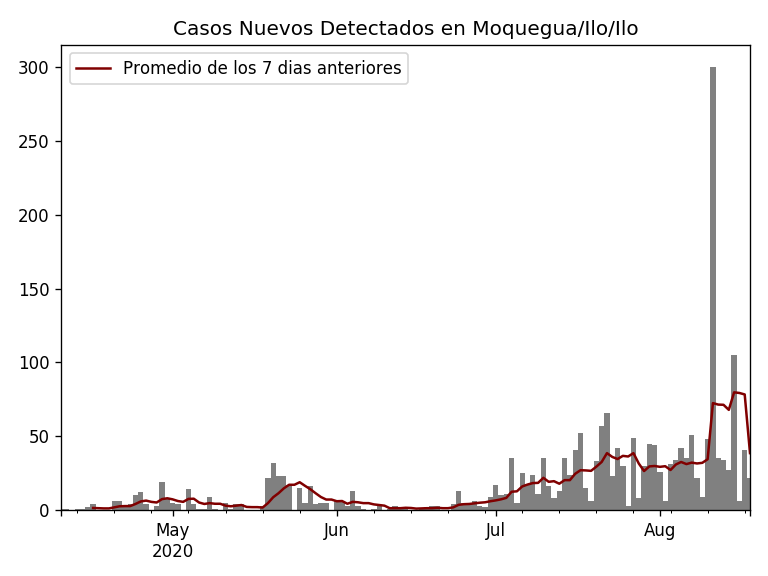 Casos Nuevos Detectados en Moquegua/Ilo/Ilo
Promedio de los 7 dias anteriores
300
250
200
150
100
50
0
May
2020
Jun
Jul
Aug